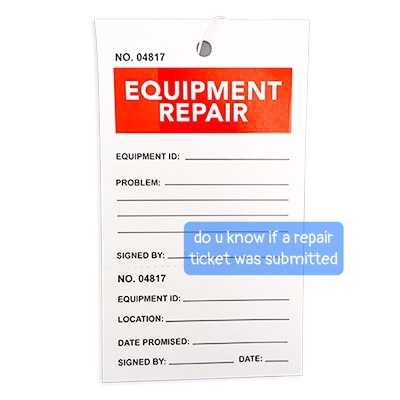 NO. 04817
EQUIPMENT
REPAIR
EQUIPMENT ID:
PROBLEM:
do u know if a repair
ticket was submitted
SIGNED BY:
NO. 04817
EQUIPMENT ID:
LOCATION:
DATE PROMISED:
SIGNED BY: DATE: